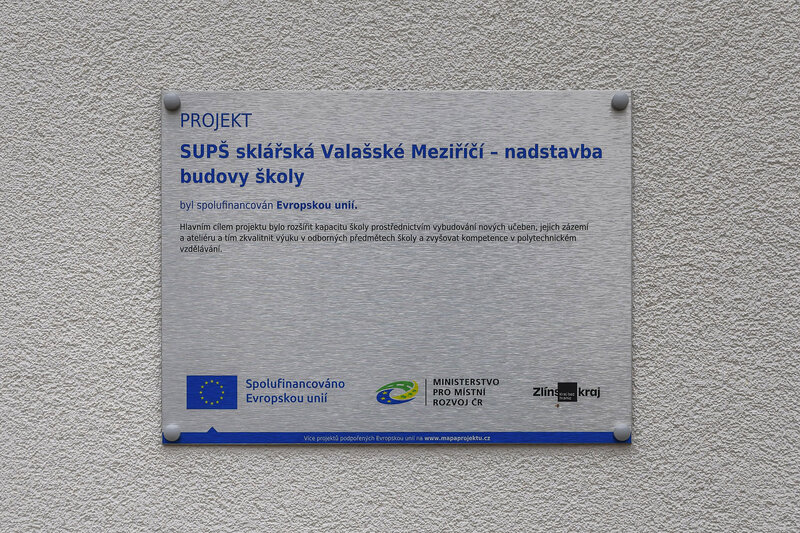 PROJEKT
SUPŠ sklářská Valašské Meziříčí – nadstavba
budovy školy
byl spolufinancován Evropskou unií.
Hlavním cílem projektu bylo rozšířit kapacitu školy prostřednictvím vybudování nových učeben, jejich zázemí
a ateliéru a tím zkvalitnit výuku v odborných předmětech školy a zvyšovat kompetence v polytechnickém
vzdělávání.
Spolufinancováno
Evropskou unií
MINISTERSTVO
PRO MÍSTNÍ
ROZVOJ ČR
Zlínský kraj
Více projektů podpořených Evropskou unií na www.mapaprojektu.cz